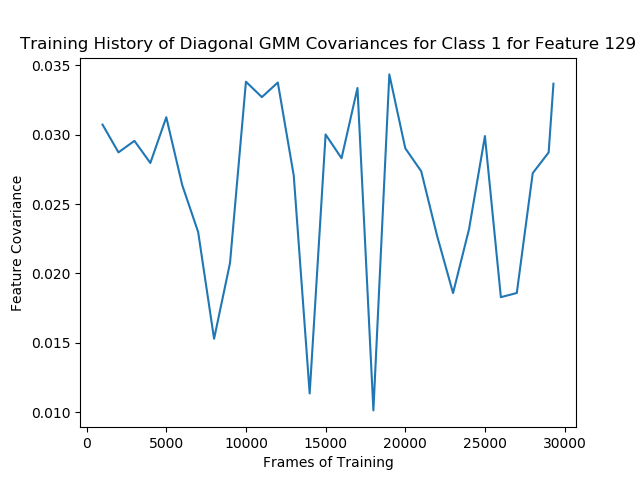 Training History of Diagonal GMM Covariances for Class 1 for Feature 129
0.035
0.030
0.025
0.020
0.015
0.010
Feature Covariance
0 5000 10000 15000 20000 25000 30000
Frames of Training